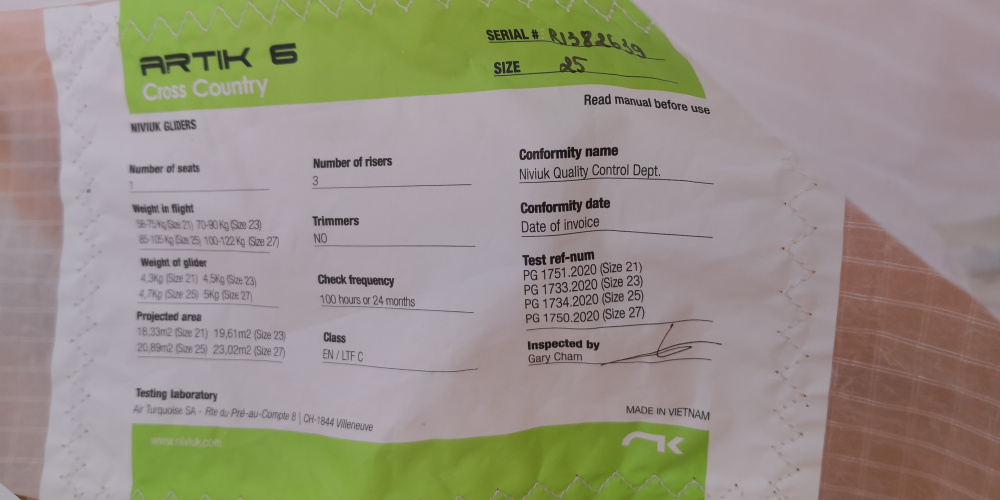 ARTIK 6
Cross Country
SERIAL # R1382639
SIZE 25
Read manual before use
NIVIUK GLIDERS
Number of seats
1
Weight in flight
58-75 Kg (Size 21) 70-90 Kg (Size 23)
85-105 Kg (Size 25) 100-122 Kg (Size 27)
Weight of glider
4,3Kg (Size 21) 4,5Kg (Size 23)
4,7Kg (Size 25) 5Kg (Size 27)
Projected area
18,33m2 (Size 21) 19,61m2 (Size 23)
20,89m2 (Size 25) 23,02m2 (Size 27)
Number of risers
3
Trimmers
NO
Check frequency
100 hours or 24 months
Class
EN / LTF C
Conformity name
Niviuk Quality Control Dept.
Conformity date
Date of invoice
Test ref-num
PG 1751.2020 (Size 21)
PG 1733.2020 (Size 23)
PG 1734.2020 (Size 25)
PG 1750.2020 (Size 27)
Inspected by
Gary Cham
Testing laboratory
Air Turquoise SA - Rte du Pré-au-Compte 8 | CH-1844 Villeneuve
MADE IN VIETNAM
www.niviuk.com